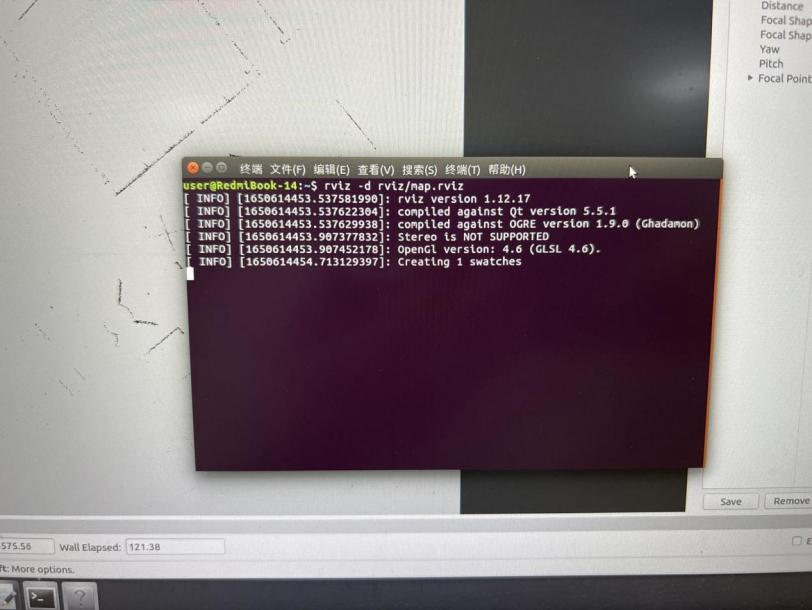 Distance
Focal Shap
Focal Shap
Yaw
Pitch
Focal Point
终端 文件(F) 编辑(E) 查看(V) 搜索(S) 终端(T) 帮助(H)
user@RedmiBook-14:~$ rviz -d rviz/map.rviz
[ INFO] [1650614453.537581990]: rviz version 1.12.17
[ INFO] [1650614453.537622304]: compiled against Qt version 5.5.1
[ INFO] [1650614453.537629938]: compiled against OGRE version 1.9.0 (Ghadamon)
[ INFO] [1650614453.907377832]: Stereo is NOT SUPPORTED
[ INFO] [1650614453.907452178]: OpenGl version: 4.6 (GLSL 4.6).
[ INFO] [1650614454.713129397]: Creating 1 swatches
Save Remove
575.56 Wall Elapsed: 121.38 E
ft: More options.
?